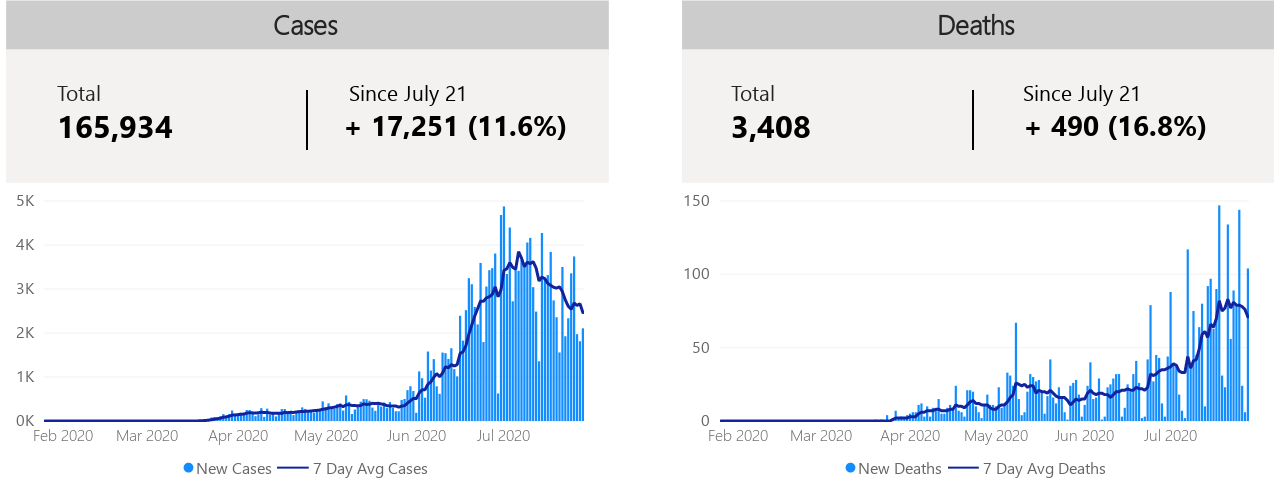 Cases
Total
165,934
Since July 21
+ 17,251 (11.6%)
5K
4K
3K
2K
1K
0K
Feb 2020 Mar 2020 Apr 2020 May 2020 Jun 2020 Jul 2020
New Cases 7 Day Avg Cases
Deaths
Total
3,408
Since July 21
+ 490 (16.8%)
150
100
50
0
Feb 2020 Mar 2020 Apr 2020 May 2020 Jun 2020 Jul 2020
New Deaths 7 Day Avg Deaths